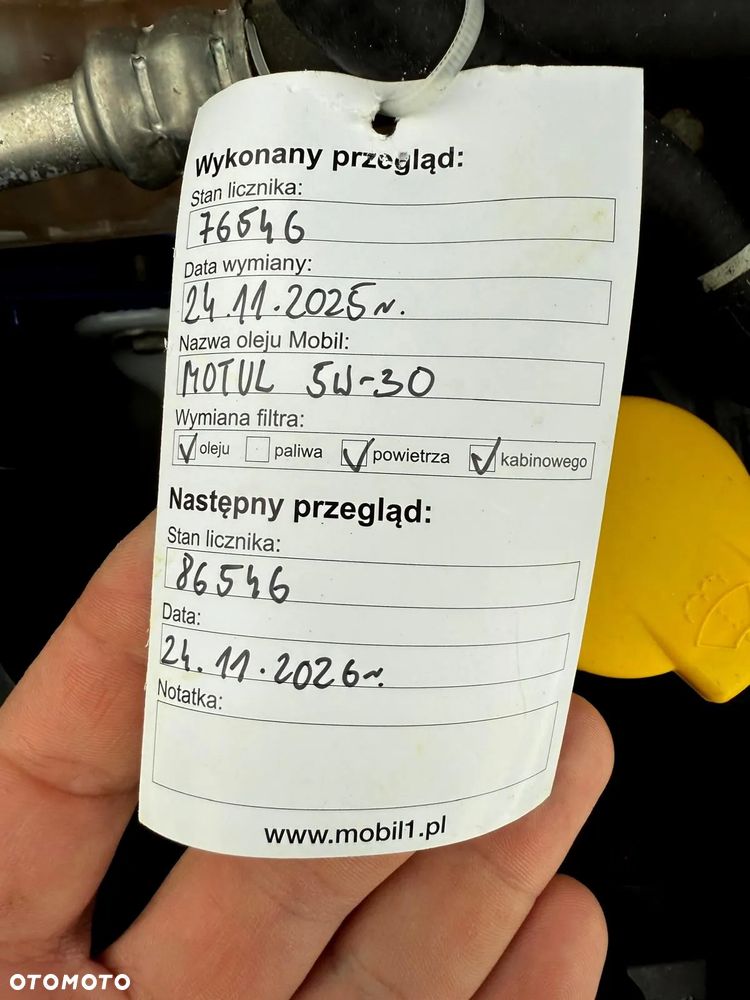 Wykonany przegląd:
Stan licznika:
76546
Data wymiany:
24.11.2025r.
Nazwa oleju Mobil:
MOTUL 5W-30
Wymiana filtra:
oleju paliwa powietrza kabinowego
Następny przegląd:
Stan licznika:
86546
Data:
24.11.2026r.
Notatka:
www.mobil1.pl
OTOMOTO